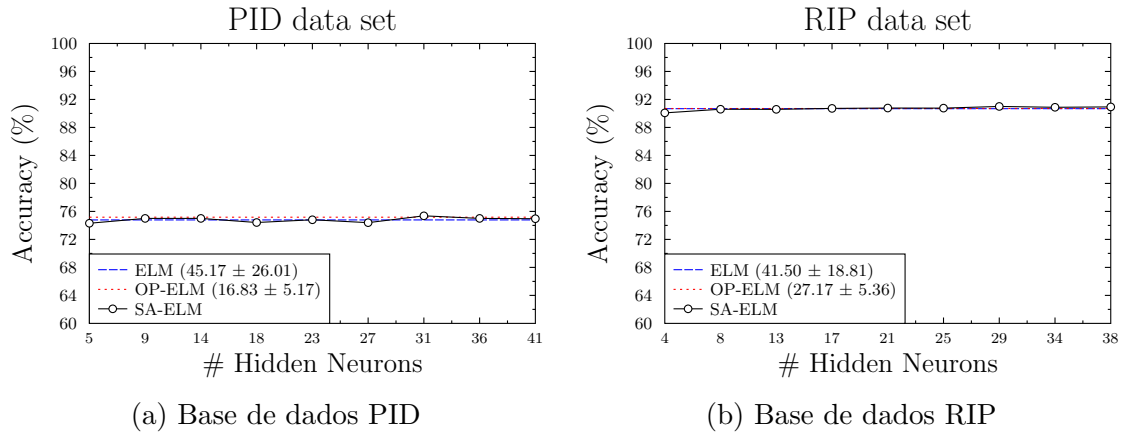 PID data set
Accuracy (%)
100
96
92
88
84
80
76
72
68
64
60
ELM (45.17 ± 26.01)
OP-ELM (16.83 ± 5.17)
SA-ELM
5 9 14 18 23 27 31 36 41
# Hidden Neurons
(a) Base de dados PID
RIP data set
Accuracy (%)
100
96
92
88
84
80
76
72
68
64
60
ELM (41.50 ± 18.81)
OP-ELM (27.17 ± 5.36)
SA-ELM
4 8 13 17 21 25 29 34 38
# Hidden Neurons
(b) Base de dados RIP